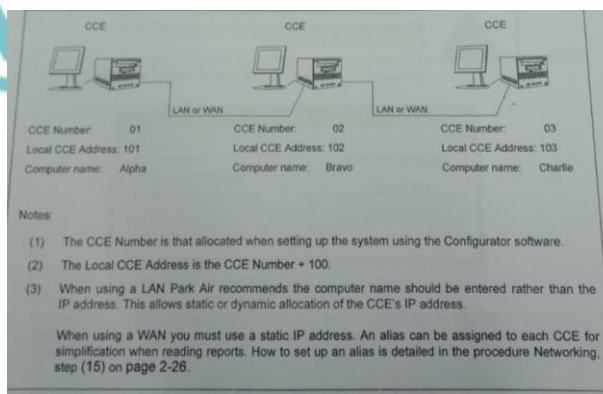 CCE CCE CCE
LAN or WAN LAN or WAN
CCE Number: 01 CCE Number: 02 CCE Number: 03
Local CCE Address: 101 Local CCE Address: 102 Local CCE Address: 103
Computer name: Alpha Computer name: Bravo Computer name: Charlie
Notes:
(1) The CCE Number is that allocated when setting up the system using the Configurator software.
(2) The Local CCE Address is the CCE Number + 100.
(3) When using a LAN Park Air recommends the computer name should be entered rather than the
IP address. This allows static or dynamic allocation of the CCE's IP address.
When using a WAN you must use a static IP address. An alias can be assigned to each CCE for
simplification when reading reports. How to set up an alias is detailed in the procedure Networking,
step (15) on page 2-26.